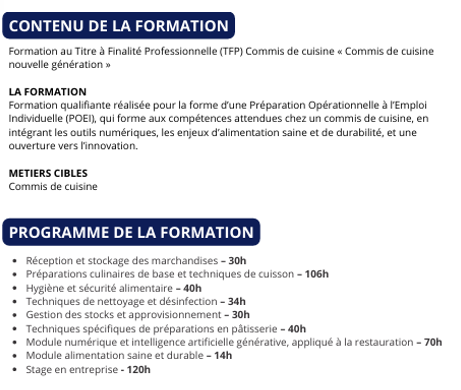 CONTENU DE LA FORMATION
Formation au Titre à Finalité Professionnelle (TFP) Commis de cuisine « Commis de cuisine
nouvelle génération »
LA FORMATION
Formation qualifiante réalisée pour la forme d'une Préparation Opérationnelle à l'Emploi
Individuelle (POEI), qui forme aux compétences attendues chez un commis de cuisine, en
intégrant les outils numériques, les enjeux d'alimentation saine et de durabilité, et une
ouverture vers l'innovation.
METIERS CIBLES
Commis de cuisine
PROGRAMME DE LA FORMATION
• Réception et stockage des marchandises – 30h
• Préparations culinaires de base et techniques de cuisson – 106h
• Hygiène et sécurité alimentaire – 40h
• Techniques de nettoyage et désinfection – 34h
• Gestion des stocks et approvisionnement – 30h
• Techniques spécifiques de préparations en pâtisserie – 40h
• Module numérique et intelligence artificielle générative, appliqué à la restauration – 70h
• Module alimentation saine et durable – 14h
• Stage en entreprise - 120h